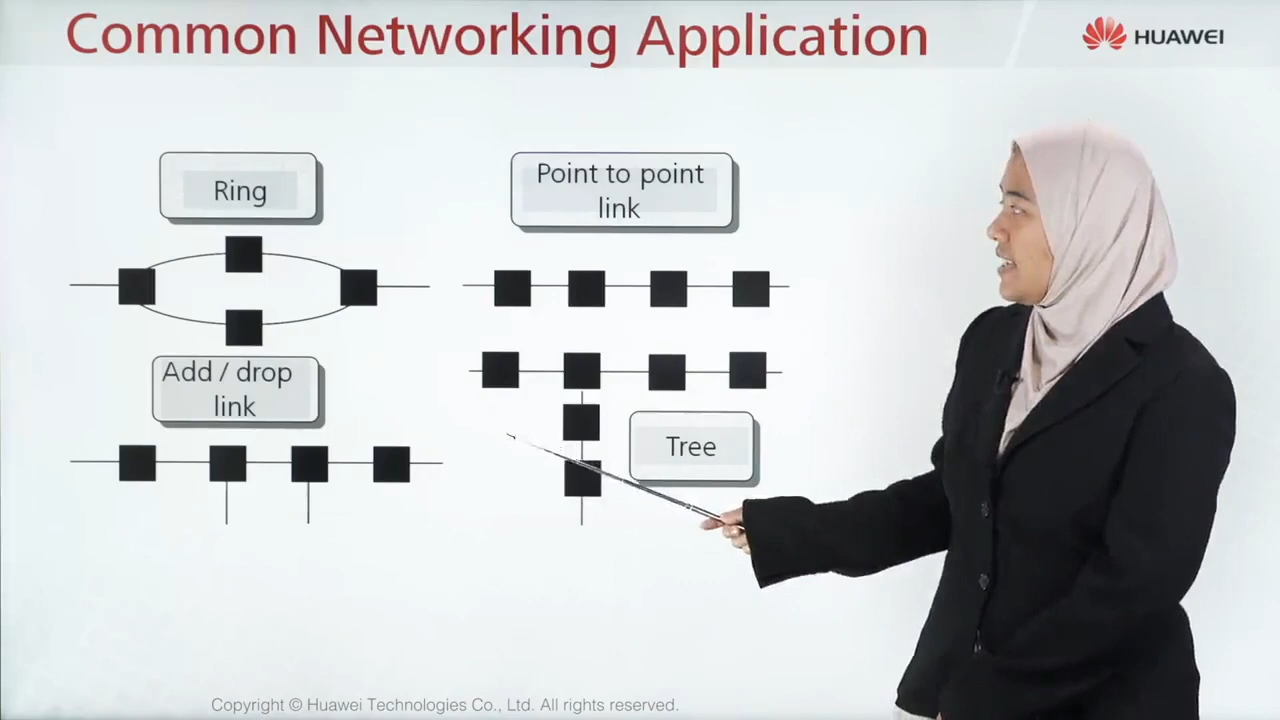 Common Networking Application
HUAWEI
Ring
Point to point
link
Add / drop
link
Tree
Copyright © Huawei Technologies Co., Ltd. All rights reserved.